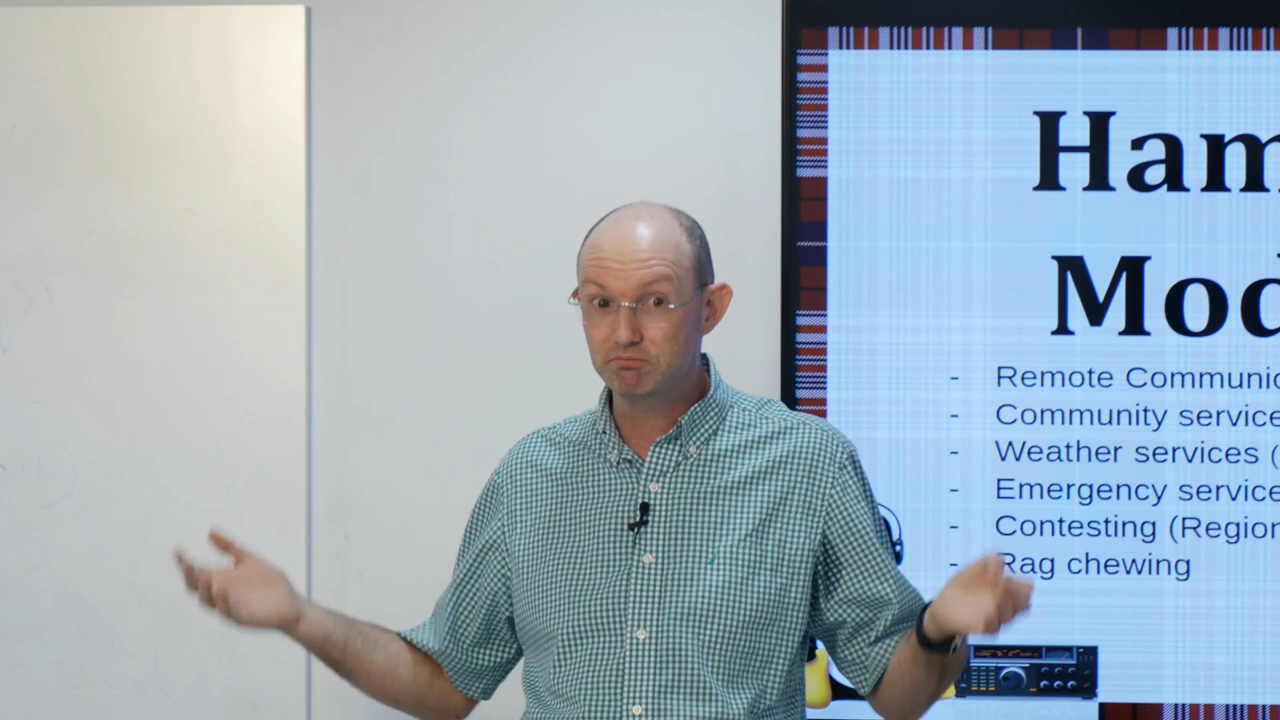 Ham
Mod
- Remote Communic
- Community service
- Weather services (
- Emergency service
- Contesting (Region
- Rag chewing